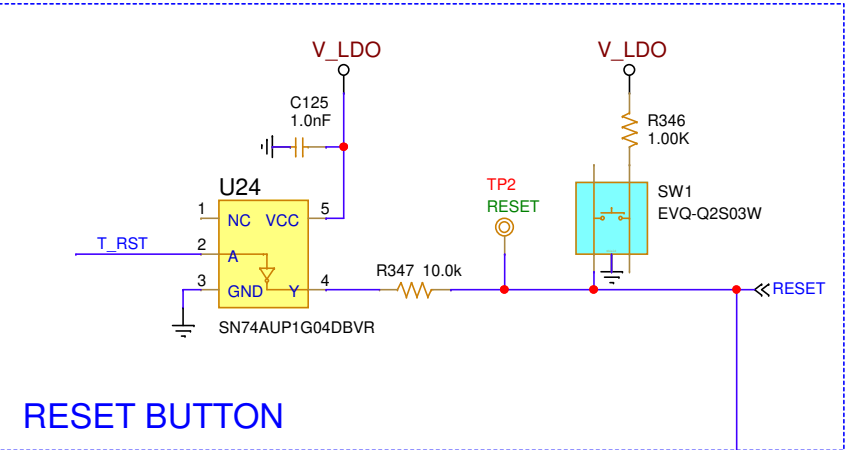 V_LDO
V_LDO
C125
1.0nF
R346
1.00K
U24
TP2
RESET
SW1
EVQ-Q2S03W
1 NC VCC 5
T_RST 2 A
R347 10.0k
3 GND Y 4
RESET
SN74AUP1G04DBVR
RESET BUTTON